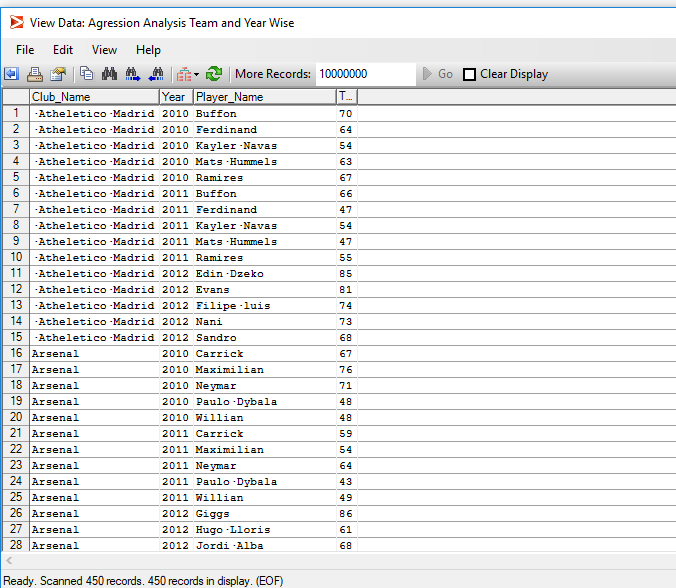 View Data: Agression Analysis Team and Year Wise
File Edit View Help
More Records: 10000000 Go Clear Display
Club_Name Year Player_Name T...
1 ·Atheletico·Madrid 2010 Buffon 70
2 ·Atheletico·Madrid 2010 Ferdinand 64
3 ·Atheletico·Madrid 2010 Kayler·Navas 54
4 ·Atheletico·Madrid 2010 Mats·Hummels 63
5 ·Atheletico·Madrid 2010 Ramires 67
6 ·Atheletico·Madrid 2011 Buffon 66
7 ·Atheletico·Madrid 2011 Ferdinand 47
8 ·Atheletico·Madrid 2011 Kayler·Navas 54
9 ·Atheletico·Madrid 2011 Mats·Hummels 47
10 ·Atheletico·Madrid 2011 Ramires 55
11 ·Atheletico·Madrid 2012 Edin·Dzeko 85
12 ·Atheletico·Madrid 2012 Evans 81
13 ·Atheletico·Madrid 2012 Filipe·luis 74
14 ·Atheletico·Madrid 2012 Nani 73
15 ·Atheletico·Madrid 2012 Sandro 68
16 Arsenal 2010 Carrick 67
17 Arsenal 2010 Maximilian 76
18 Arsenal 2010 Neymar 71
19 Arsenal 2010 Paulo·Dybala 48
20 Arsenal 2010 Willian 48
21 Arsenal 2011 Carrick 59
22 Arsenal 2011 Maximilian 54
23 Arsenal 2011 Neymar 64
24 Arsenal 2011 Paulo·Dybala 43
25 Arsenal 2011 Willian 49
26 Arsenal 2012 Giggs 86
27 Arsenal 2012 Hugo·Lloris 61
28 Arsenal 2012 Jordi·Alba 68
Ready. Scanned 450 records. 450 records in display. (EOF)